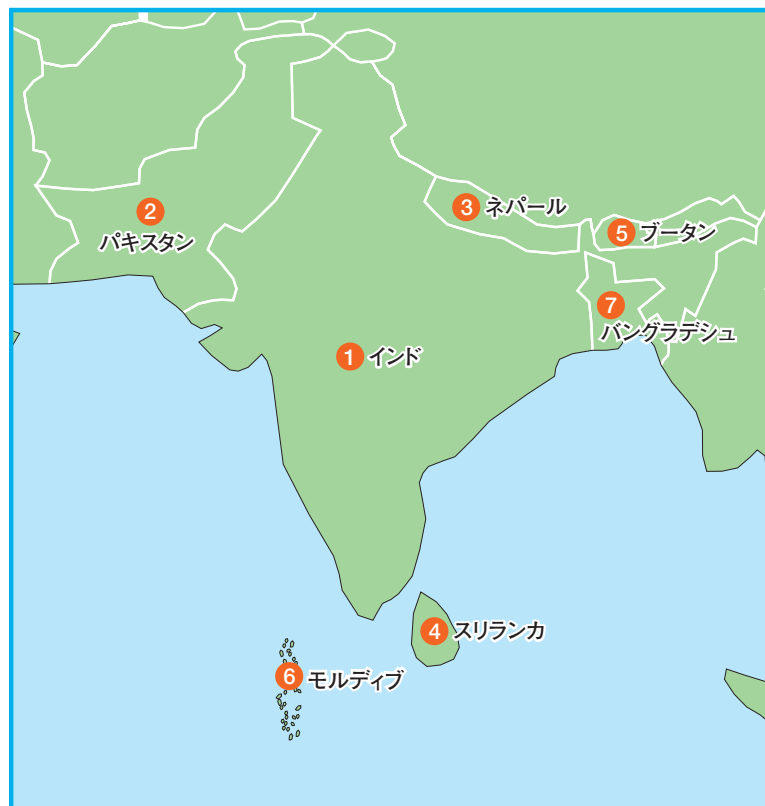 2
パキスタン
3 ネパール
5 ブータン
7
バングラデシュ
1 インド
4 スリランカ
6 モルディブ